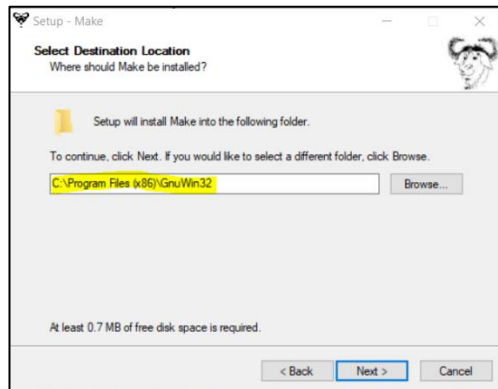 Setup - Make
Select Destination Location
Where should Make be installed?
Setup will install Make into the following folder.
To continue, click Next. If you would like to select a different folder, click Browse.
C:\Program Files (x86)\GnuWin32
Browse...
At least 0.7 MB of free disk space is required.
< Back
Next >
Cancel